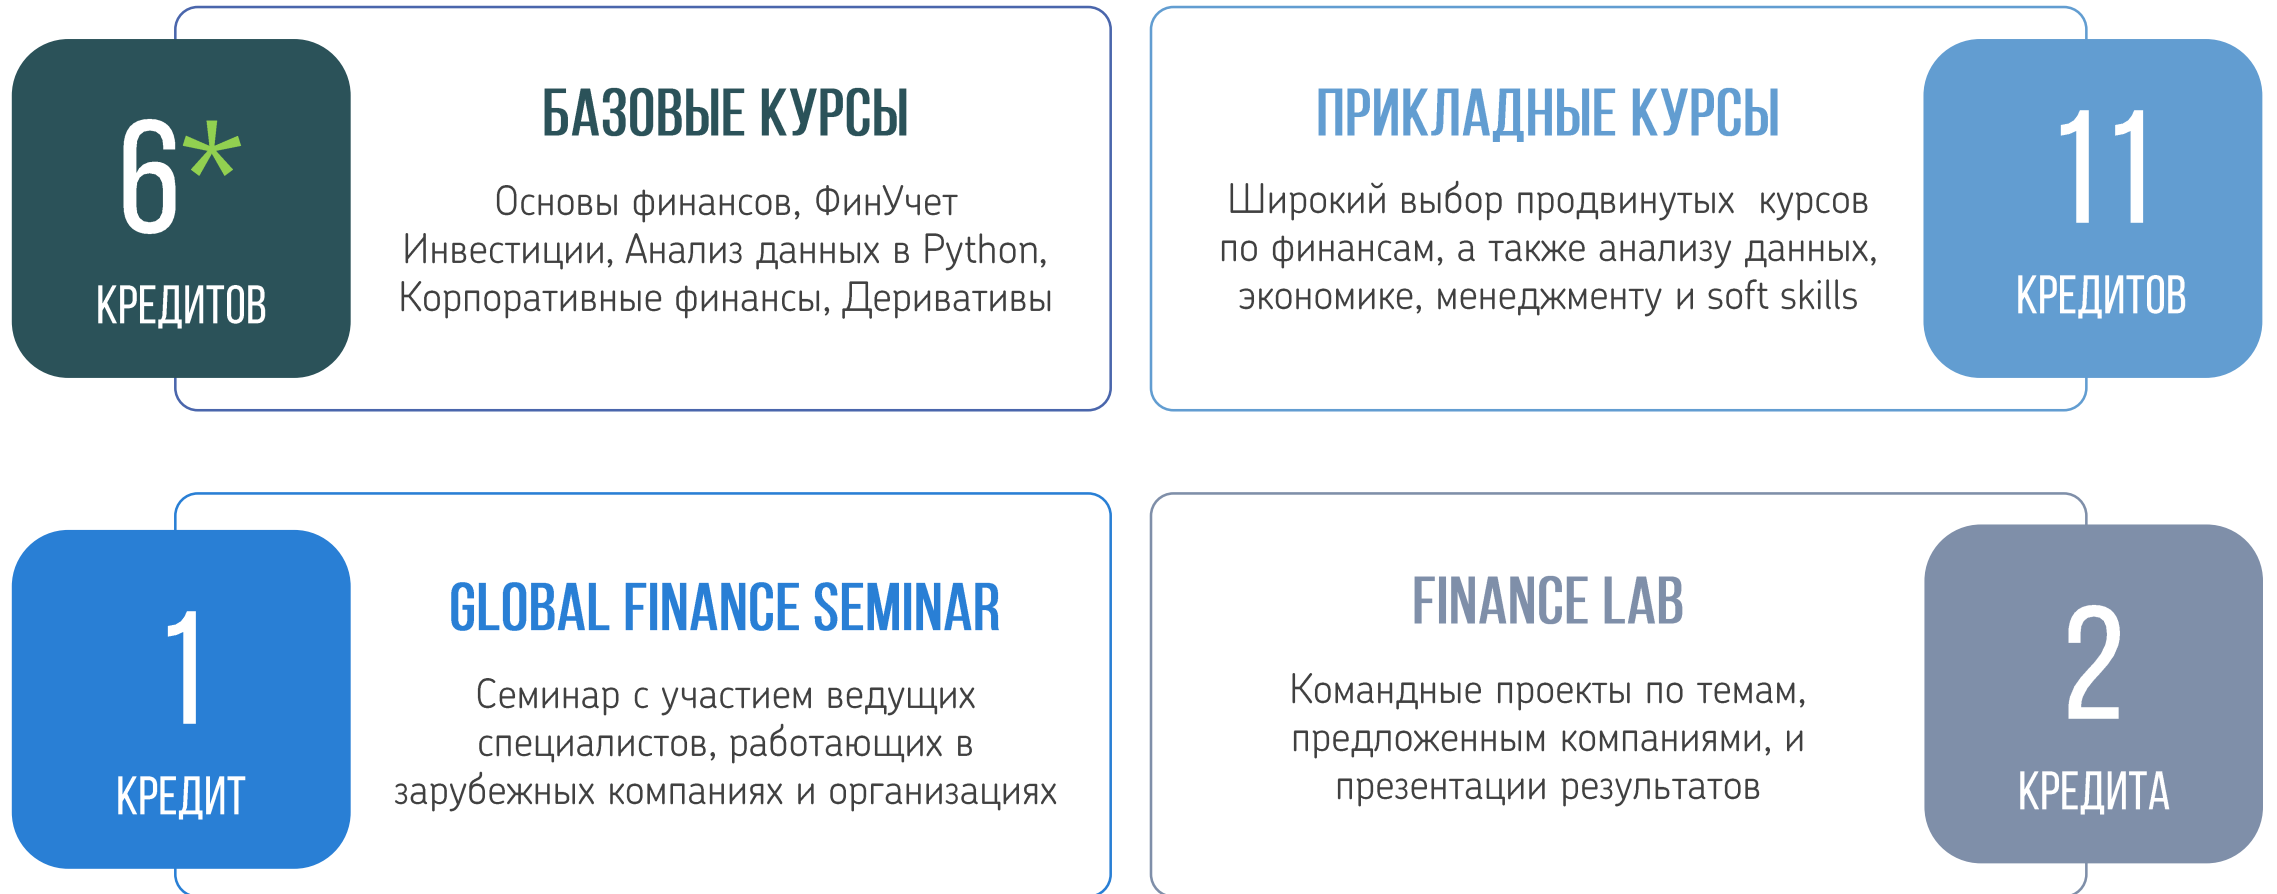 6*
КРЕДИТОВ
БАЗОВЫЕ КУРСЫ
Основы финансов, ФинУчет
Инвестиции, Анализ данных в Python,
Корпоративные финансы, Деривативы
ПРИКЛАДНЫЕ КУРСЫ
Широкий выбор продвинутых  курсов
по финансам, а также анализу данных,
экономике, менеджменту и soft skills
11
КРЕДИТОВ
1
КРЕДИТ
GLOBAL FINANCE SEMINAR
Семинар с участием ведущих
специалистов, работающих в
зарубежных компаниях и организациях
FINANCE LAB
Командные проекты по темам,
предложенным компаниями, и
презентации результатов
2
КРЕДИТА